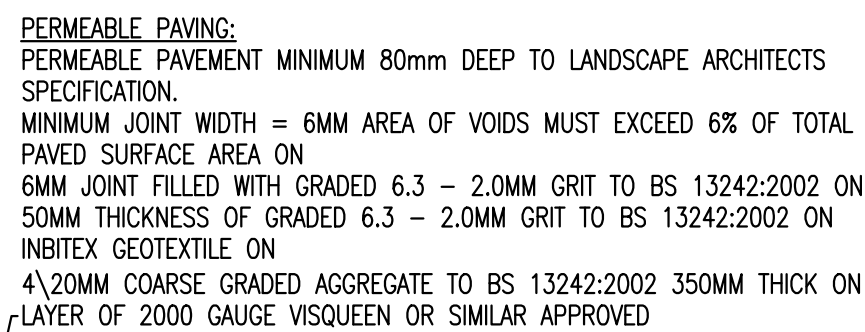 PERMEABLE PAVING:
PERMEABLE PAVEMENT MINIMUM 80mm DEEP TO LANDSCAPE ARCHITECTS
SPECIFICATION.
MINIMUM JOINT WIDTH = 6MM AREA OF VOIDS MUST EXCEED 6% OF TOTAL
PAVED SURFACE AREA ON
6MM JOINT FILLED WITH GRADED 6.3 – 2.0MM GRIT TO BS 13242:2002 ON
50MM THICKNESS OF GRADED 6.3 – 2.0MM GRIT TO BS 13242:2002 ON
INBITEX GEOTEXTILE ON
4\20MM COARSE GRADED AGGREGATE TO BS 13242:2002 350MM THICK ON
LAYER OF 2000 GAUGE VISQUEEN OR SIMILAR APPROVED